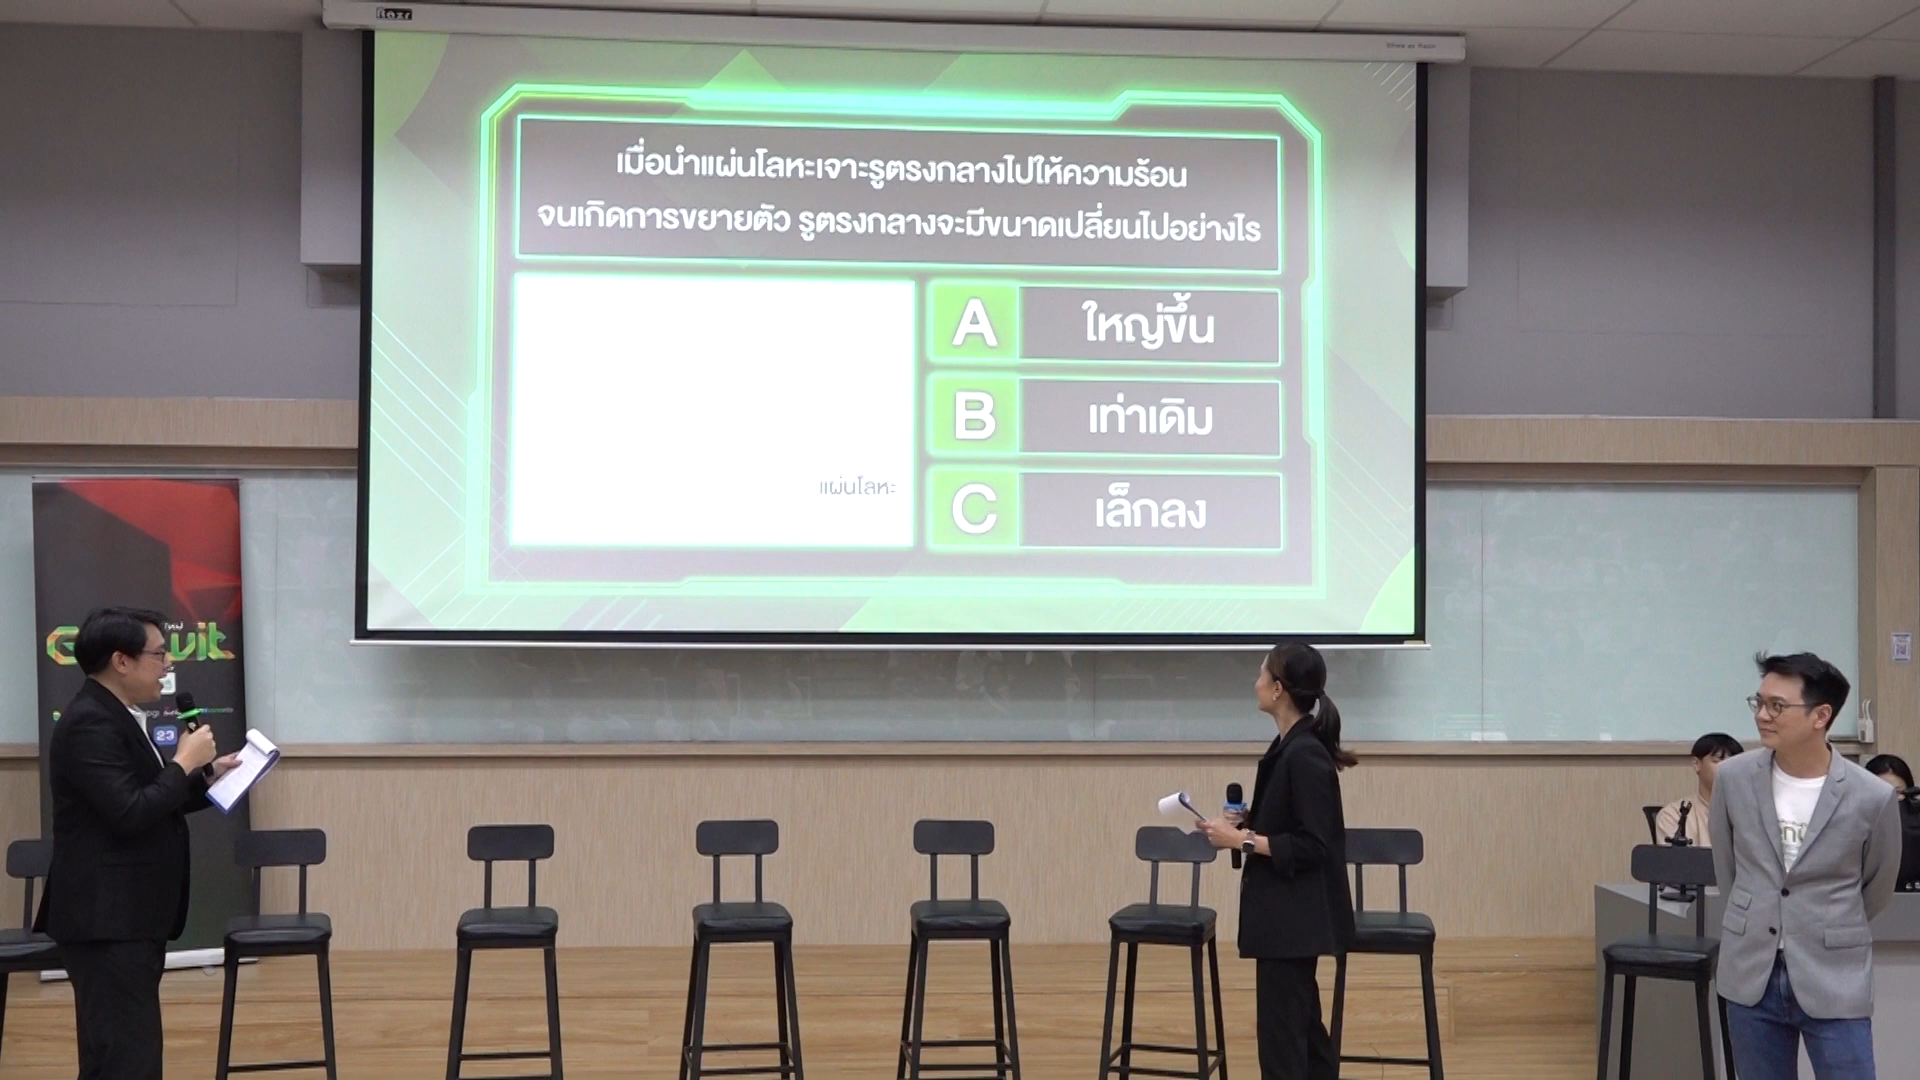 เมื่อนำแผ่นโลหะเจาะรูตรงกลางไปให้ความร้อน
จนเกิดการขยายตัว รูตรงกลางจะมีขนาดเปลี่ยนไปอย่างไร
A ใหญ่ขึ้น
B เท่าเดิม
C เล็กลง
แผ่นโลหะ
23